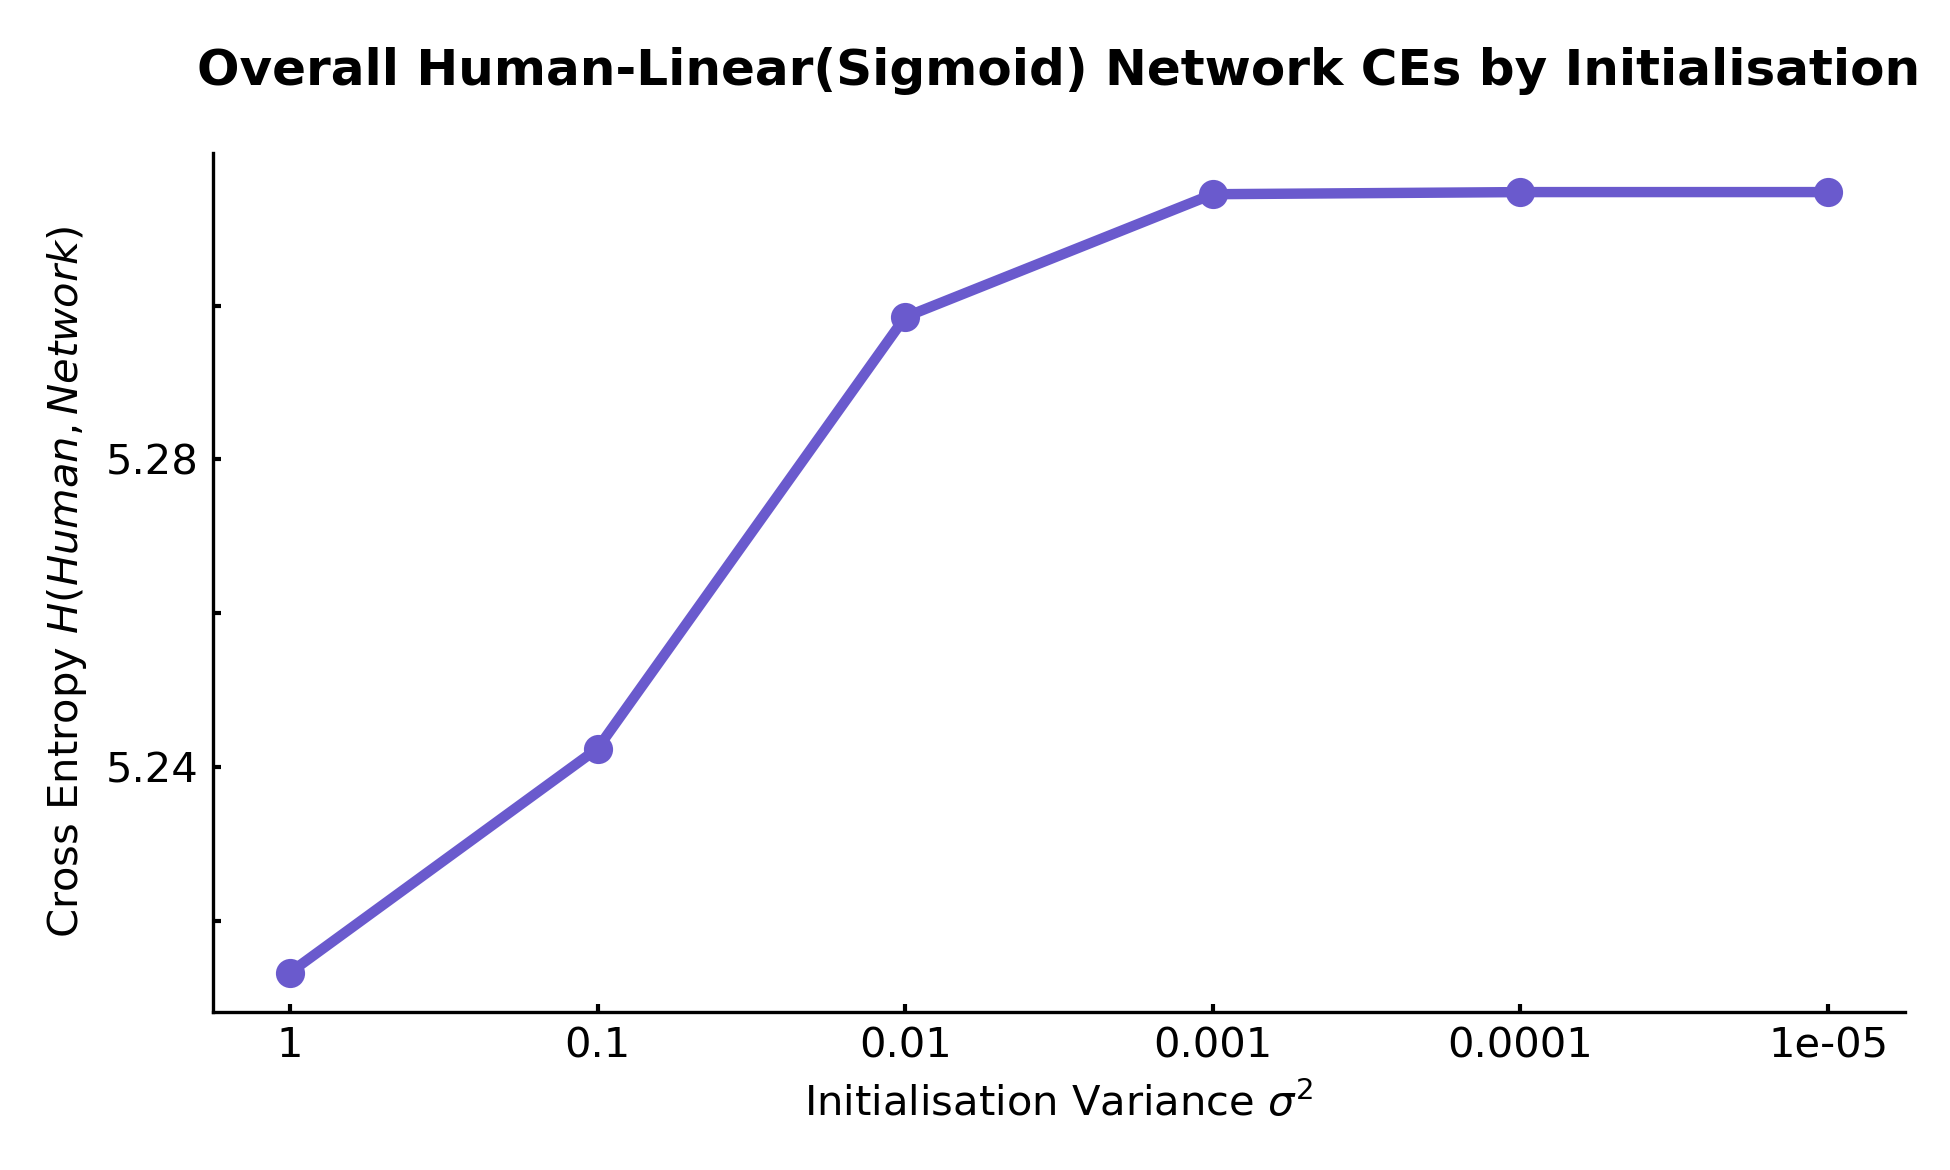 Overall Human-Linear(Sigmoid) Network CEs by Initialisation
Cross Entropy H(Human, Network)
5.28
5.24
1
0.1
0.01
0.001
0.0001
1e-05
Initialisation Variance σ²